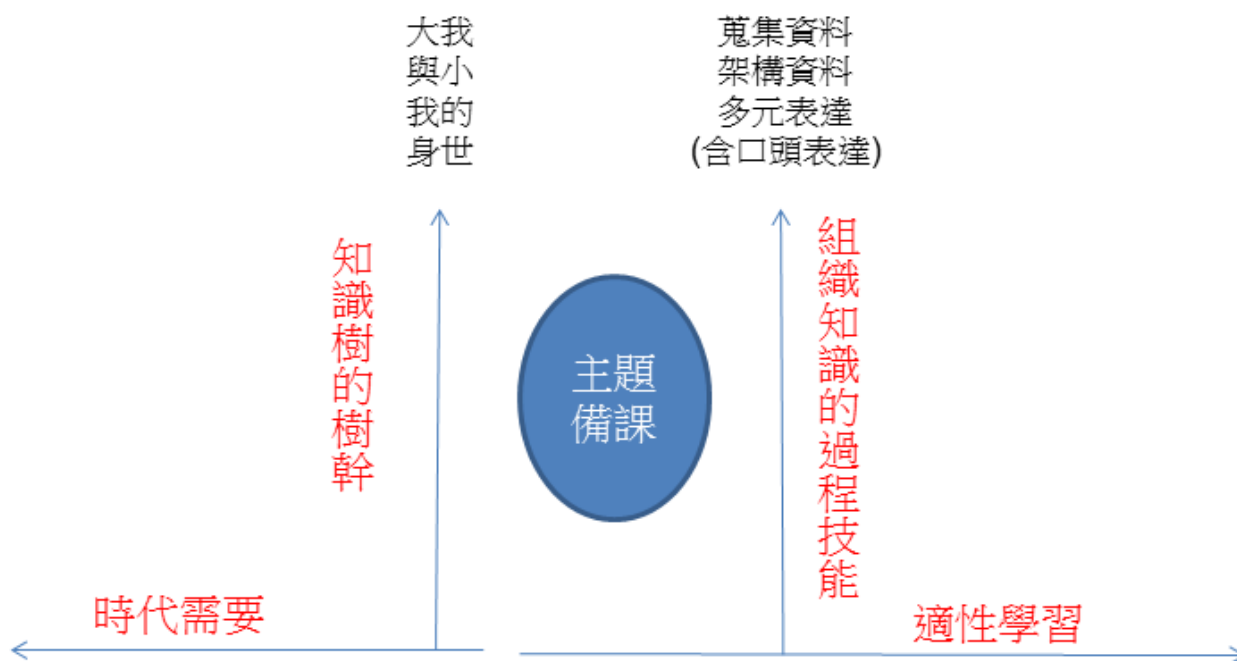 大我
與小
我的
身世
蒐集資料
架構資料
多元表達
(含口頭表達)
知識樹的樹幹
主題
備課
組織知識的過程技能
時代需要
適性學習